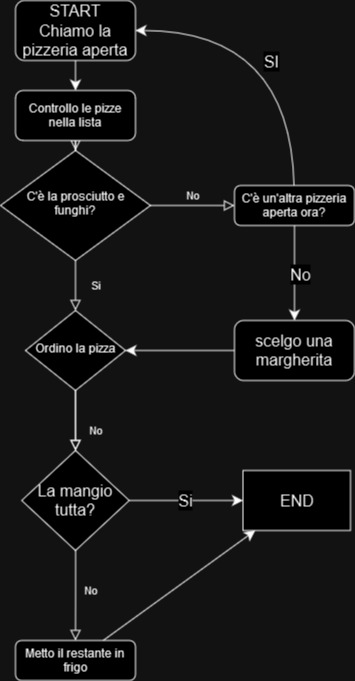 START
Chiamo la
pizzeria aperta
SI
Controllo le pizze
nella lista
C'è la prosciutto e
funghi?
No
C'è un'altra pizzeria
aperta ora?
Si
No
Ordino la pizza
scelgo una
margherita
No
La mangio
tutta?
Si
END
No
Metto il restante in
frigo